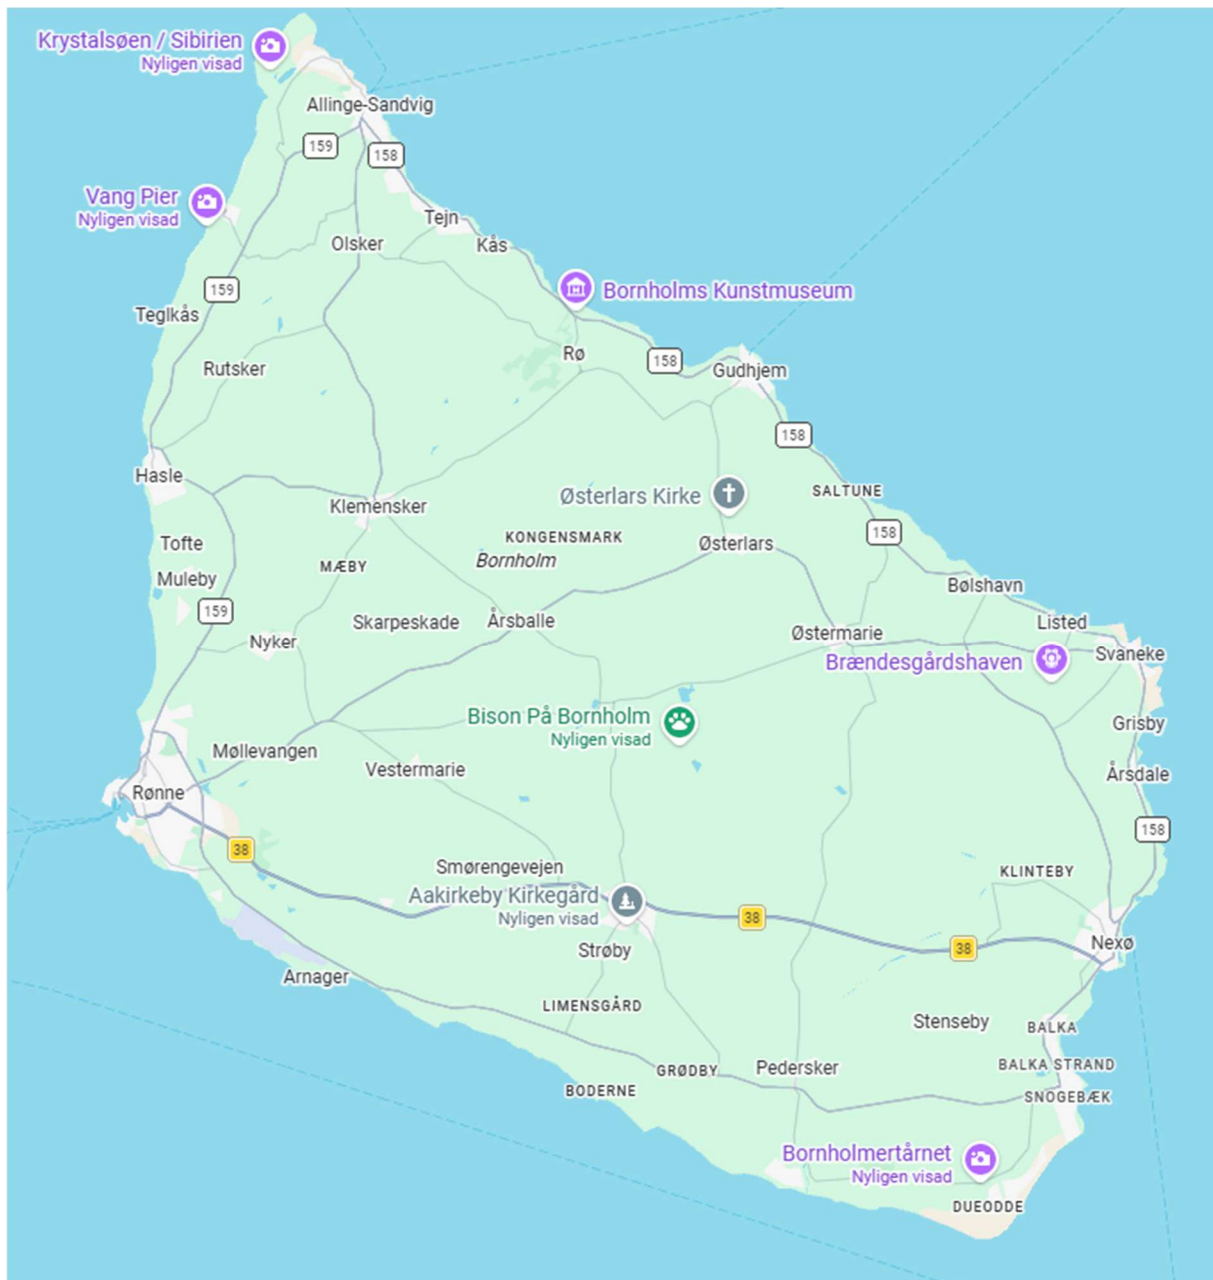 Krystalsøen / Sibirien
Nyligen visad
Allinge-Sandvig
159
158
Vang Pier
Nyligen visad
Tejn
Olsker
Kås
159
Bornholms Kunstmuseum
Teglkås
Rø
158
Rutsker
Gudhjem
158
Hasle
SALTUNE
Østerlars Kirke
Klemensker
158
KONGENSMARK
Tofte
Østerlars
Bornholm
MÆBY
Muleby
Bølshavn
159
Skarpeskade
Årsballe
Listed
Østermarie
Nyker
Svaneke
Brændesgårdshaven
Bison På Bornholm
Nyligen visad
Grisby
Møllevangen
Vestermarie
Årsdale
Rønne
158
38
Smørengevejen
KLINTEBY
Aakirkeby Kirkegård
Nyligen visad
38
Nexø
38
Strøby
Arnager
LIMENSGÅRD
Stenseby
BALKA
BALKA STRAND
Pedersker
GRØDBY
BODERNE
SNOGEBÆK
Bornholmertårnet
Nyligen visad
DUEODDE